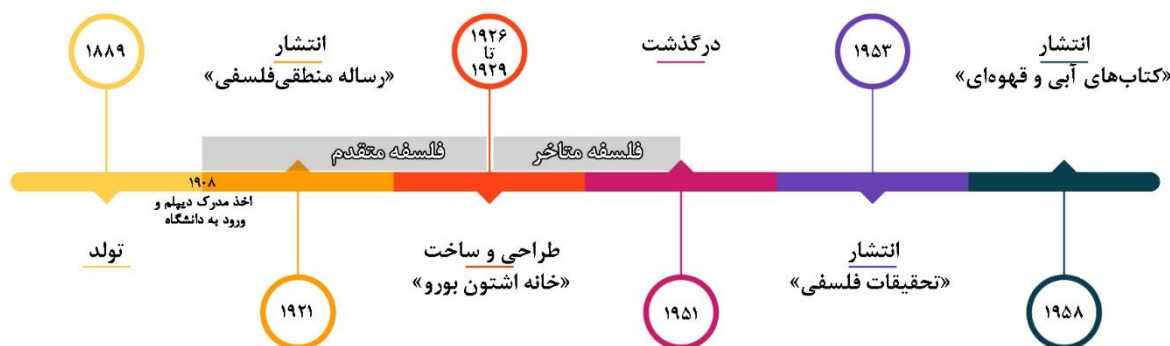 ۱۸۸۹
انتشار
«رساله منطقی‌فلسفی»
۱۹۲۶
تا
۱۹۲۹
درگذشت
۱۹۵۳
انتشار
«کتاب‌های آبی و قهوه‌ای»
فلسفه متقدم
فلسفه متاخر
۱۹۰۸
اخذ مدرک دیپلم و
ورود به دانشگاه
تولد
۱۹۲۱
طراحی و ساخت
«خانه اشتون بورو»
۱۹۵۱
انتشار
«تحقیقات فلسفی»
۱۹۵۸